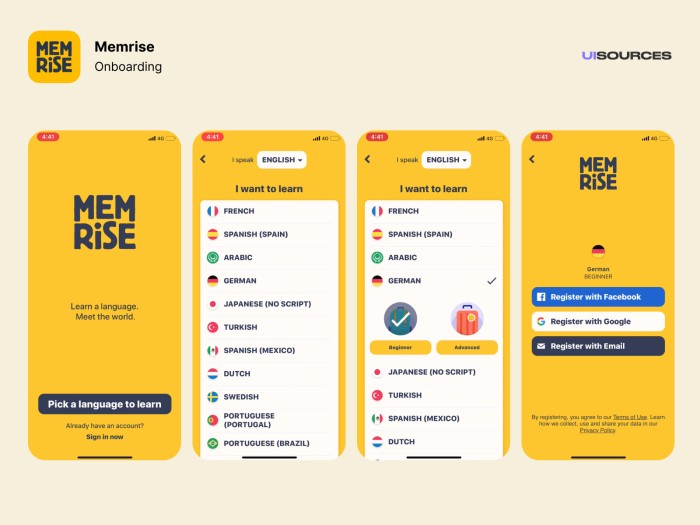 MEM
RiSE
Memrise
Onboarding
UISOURCES
4:41
4G
MEM
RiSE
Learn a language.
Meet the world.
Pick a language to learn
Already have an account?
Sign in now
4:41
4G
I speak ENGLISH
I want to learn
FRENCH
SPANISH (SPAIN)
ARABIC
GERMAN
JAPANESE (NO SCRIPT)
TURKISH
SPANISH (MEXICO)
DUTCH
SWEDISH
PORTUGUESE
(PORTUGAL)
PORTUGUESE (BRAZIL)
4:41
4G
I speak ENGLISH
I want to learn
FRENCH
SPANISH (SPAIN)
ARABIC
GERMAN
Beginner Advanced
JAPANESE (NO SCRIPT)
TURKISH
SPANISH (MEXICO)
DUTCH
4:41
4G
MEM
RiSE
German
BEGINNER
Register with Facebook
Register with Google
Register with Email
By registering, you agree to our Terms of Use. Learn
how we collect, use and share your data in our
Privacy Policy